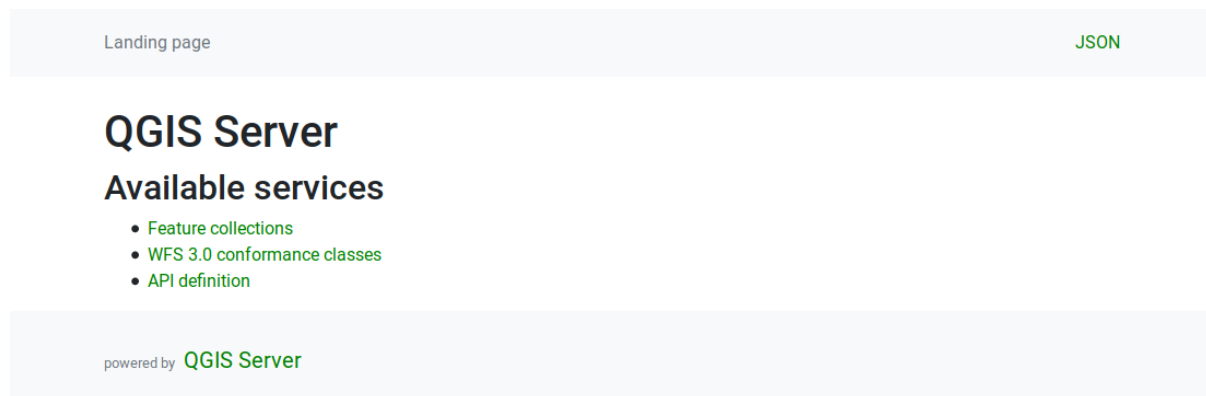 Landing page JSON
QGIS Server
Available services
Feature collections
WFS 3.0 conformance classes
API definition
powered by QGIS Server